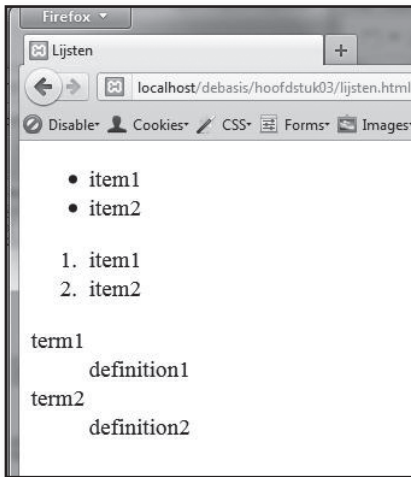 Firefox
Lijsten
+
localhost/debasis/hoofdstuk03/lijsten.html
Disable Cookies CSS Forms Images
• item1
• item2
1. item1
2. item2
term1
definition1
term2
definition2